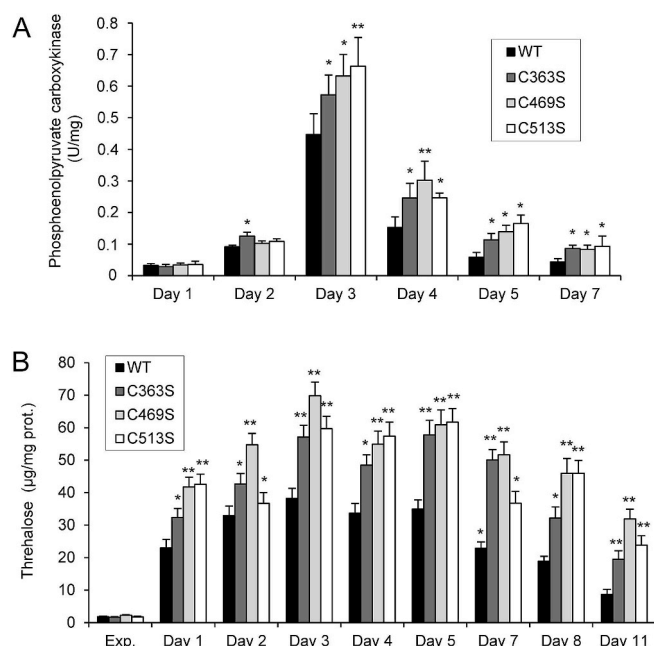 A
Phosphoenolpyruvate carboxykinase
(U/mg)
0.8
0.7
0.6
0.5
0.4
0.3
0.2
0.1
0
WT
C363S
C469S
C513S
*
*
*
**
*
**
*
*
*
*
*
*
*
Day 1
Day 2
Day 3
Day 4
Day 5
Day 7
B
Threhalose (µg/mg prot.)
80
70
60
50
40
30
20
10
0
WT
C363S
C469S
C513S
*
**
**
*
**
*
**
**
**
*
**
**
**
**
**
*
**
**
*
*
**
**
**
**
**
Exp.
Day 1
Day 2
Day 3
Day 4
Day 5
Day 7
Day 8
Day 11